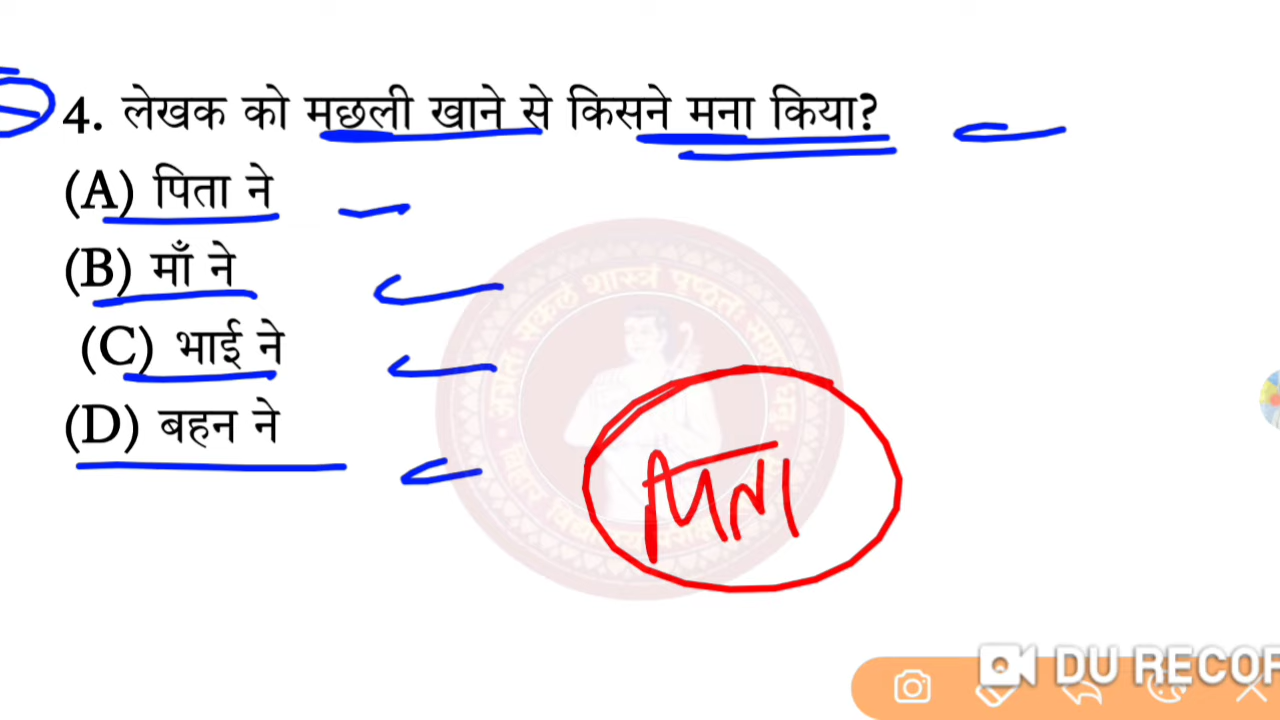 4. लेखक को मछली खाने से किसने मना किया?
(A) पिता ने
(B) माँ ने
(C) भाई ने
(D) बहन ने
पिता
DU RECOR